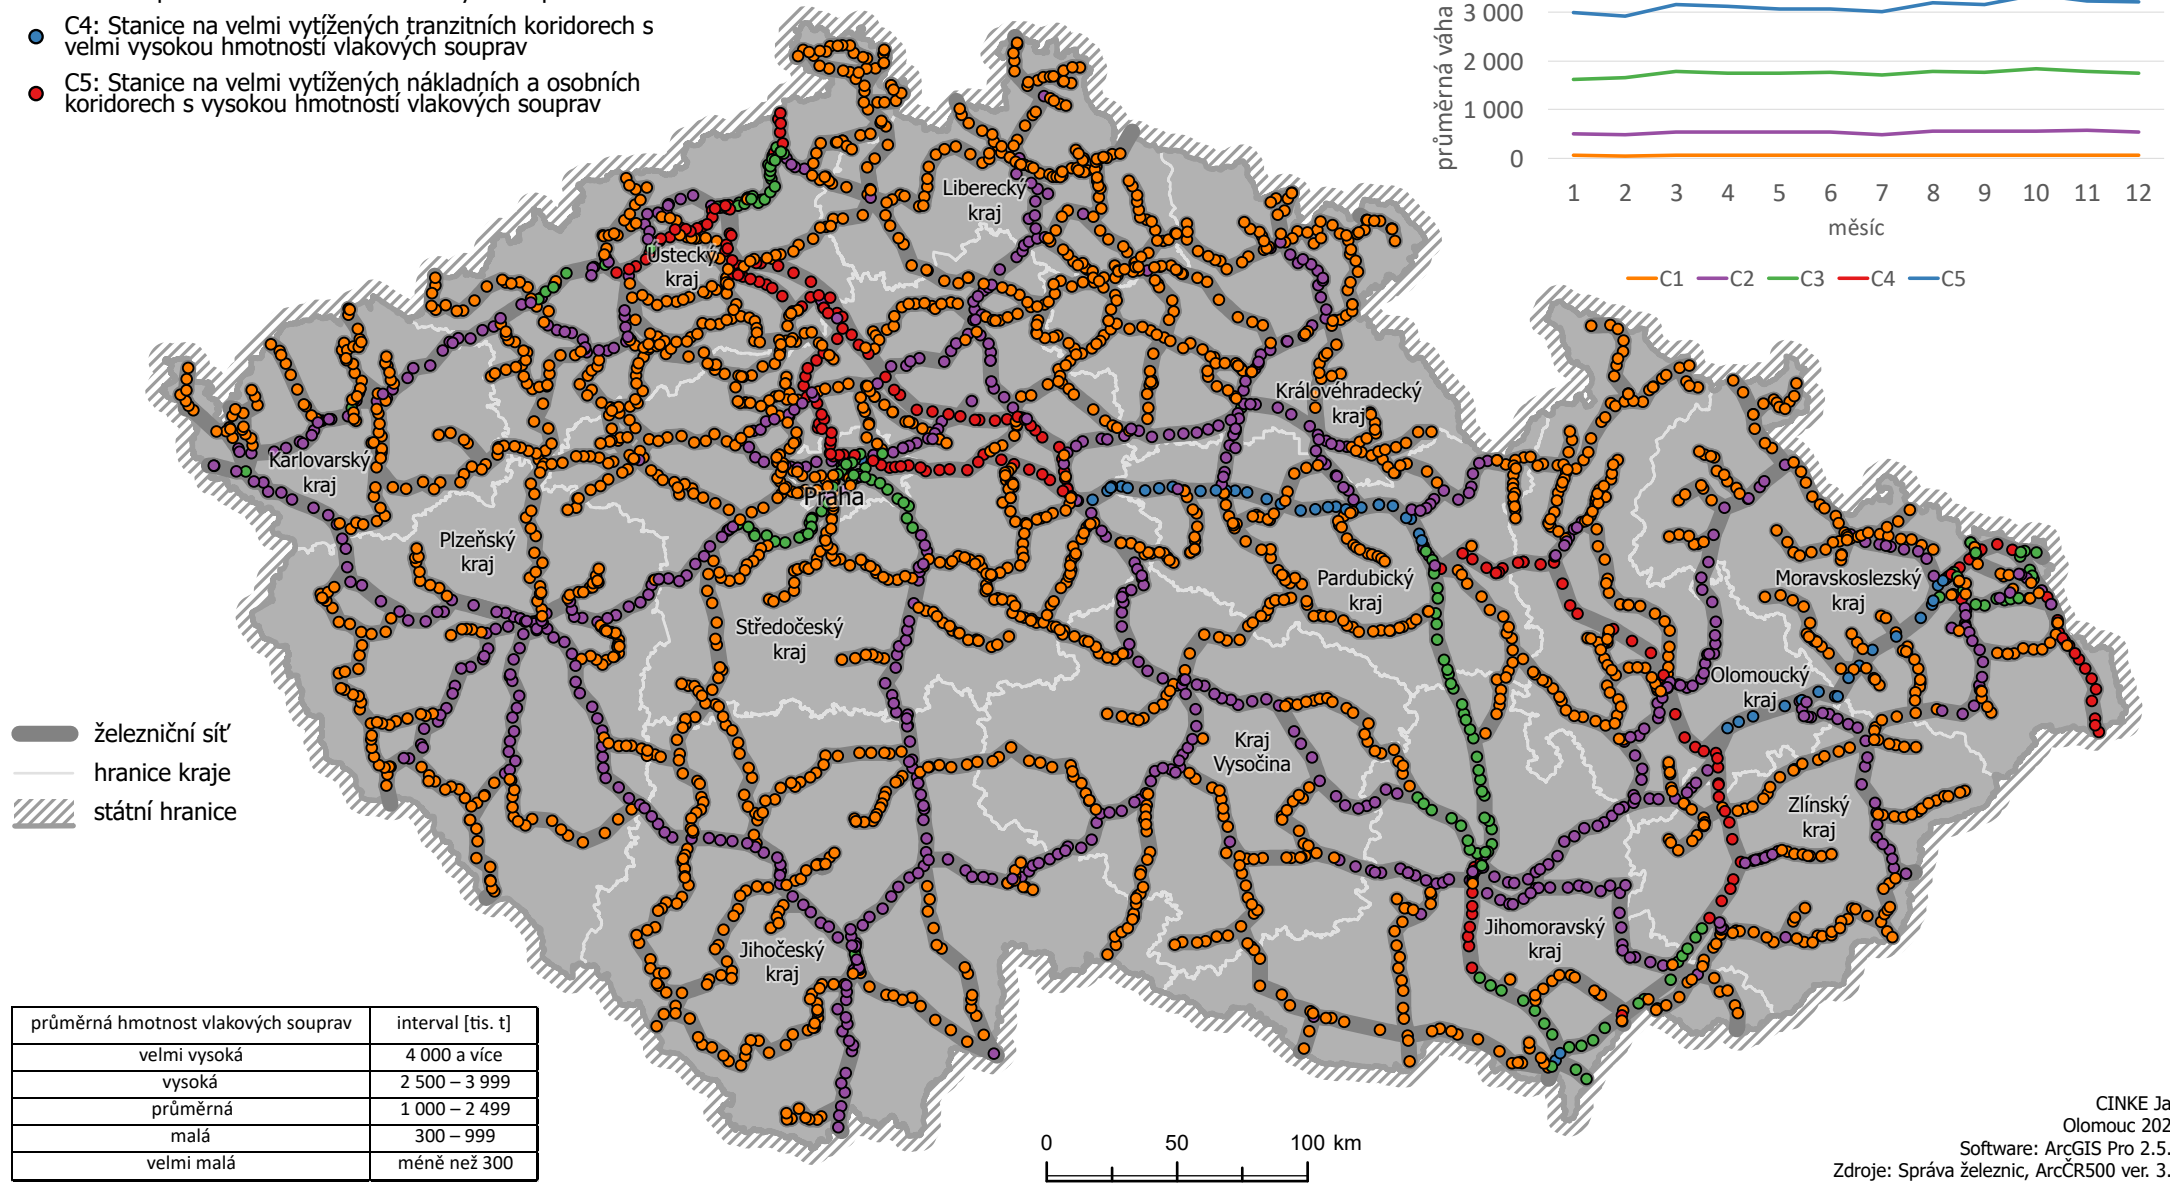 C4: Stanice na velmi vytížených tranzitních koridorech s
velmi vysokou hmotností vlakových souprav
C5: Stanice na velmi vytížených nákladních a osobních
koridorech s vysokou hmotností vlakových souprav
průměrná váha
3 000
2 000
1 000
0
1 2 3 4 5 6 7 8 9 10 11 12
měsíc
C1 C2 C3 C4 C5
Liberecký
kraj
Ústecký
kraj
Královéhradecký
kraj
Karlovarský
kraj
Praha
Plzeňský
kraj
Pardubický
kraj
Moravskoslezský
kraj
Středočeský
kraj
Olomoucký
kraj
Kraj
Vysočina
Zlínský
kraj
Jihočeský
kraj
Jihomoravský
kraj
železniční síť
hranice kraje
státní hranice
průměrná hmotnost vlakových souprav interval [tis. t]
velmi vysoká 4 000 a více
vysoká 2 500 – 3 999
průměrná 1 000 – 2 499
malá 300 – 999
velmi malá méně než 300
0 50 100 km
CINKE Ja
Olomouc 202
Software: ArcGIS Pro 2.5.
Zdroje: Správa železnic, ArcČR500 ver. 3.